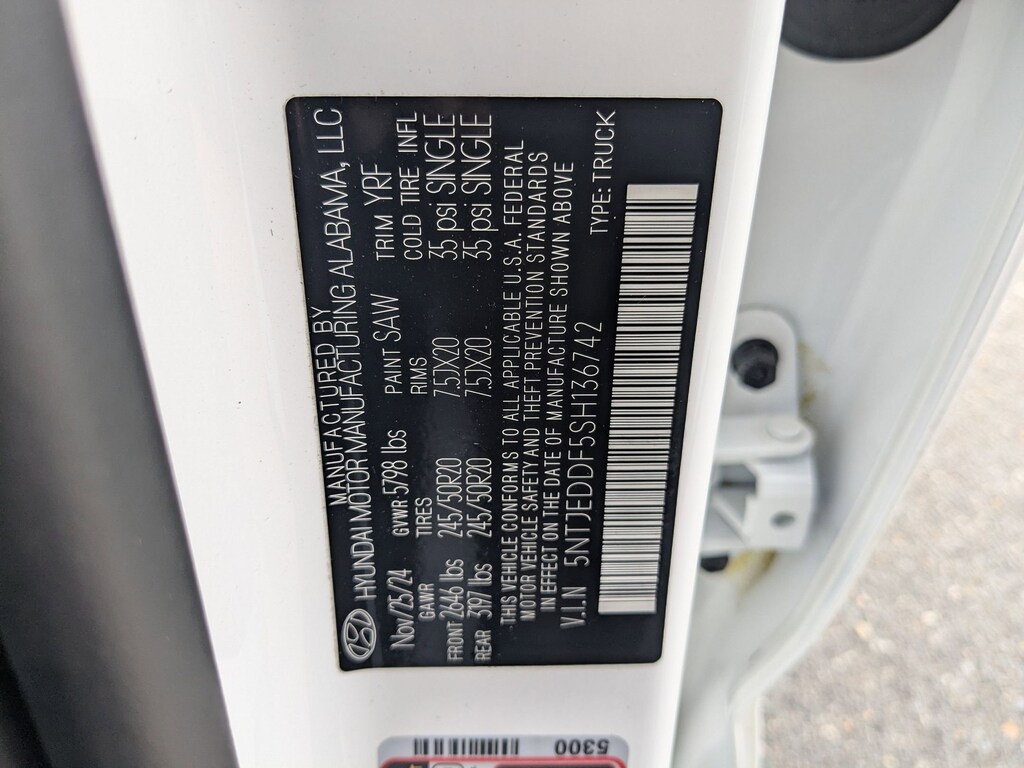 MANUFACTURED BY
HYUNDAI MOTOR MANUFACTURING ALABAMA, LLC
Nov/25/24 GVWR 5798 lbs PAINT SAW TRIM YRF
GAWR TIRES RIMS COLD TIRE INFL
FRONT 2646 lbs 245/50R20 7.5JX20 35 psi SINGLE
REAR 3197 lbs 245/50R20 7.5JX20 35 psi SINGLE
THIS VEHICLE CONFORMS TO ALL APPLICABLE U.S.A. FEDERAL
MOTOR VEHICLE SAFETY AND THEFT PREVENTION STANDARDS
IN EFFECT ON THE DATE OF MANUFACTURE SHOWN ABOVE
V.I.N 5NTJEDDF5SH136742 TYPE: TRUCK
5300